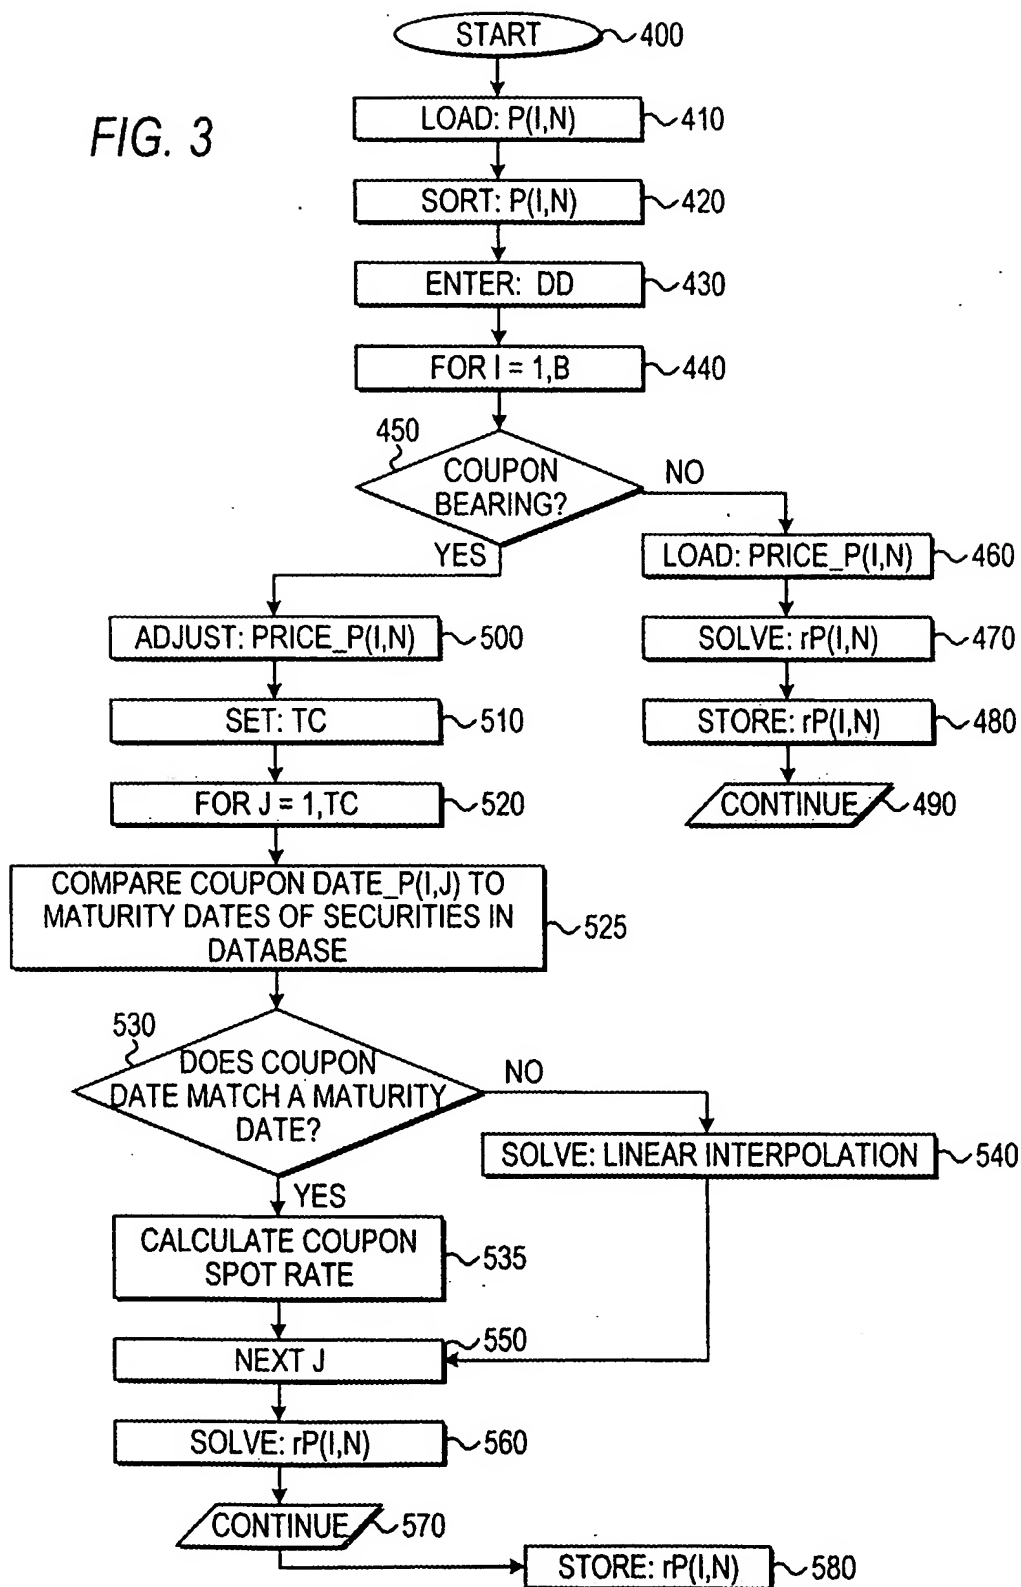 START
400
FIG. 3
LOAD: P(I,N)
410
SORT: P(I,N)
420
ENTER: DD
430
FOR I = 1,B
440
450
COUPON
BEARING?
NO
YES
LOAD: PRICE_P(I,N)
460
ADJUST: PRICE_P(I,N)
500
SOLVE: rP(I,N)
470
SET: TC
510
STORE: rP(I,N)
480
FOR J = 1,TC
520
CONTINUE
490
COMPARE COUPON DATE_P(I,J) TO
MATURITY DATES OF SECURITIES IN
DATABASE
525
530
DOES COUPON
DATE MATCH A MATURITY
DATE?
NO
SOLVE: LINEAR INTERPOLATION
540
YES
CALCULATE COUPON
SPOT RATE
535
NEXT J
550
SOLVE: rP(I,N)
560
CONTINUE
570
STORE: rP(I,N)
580